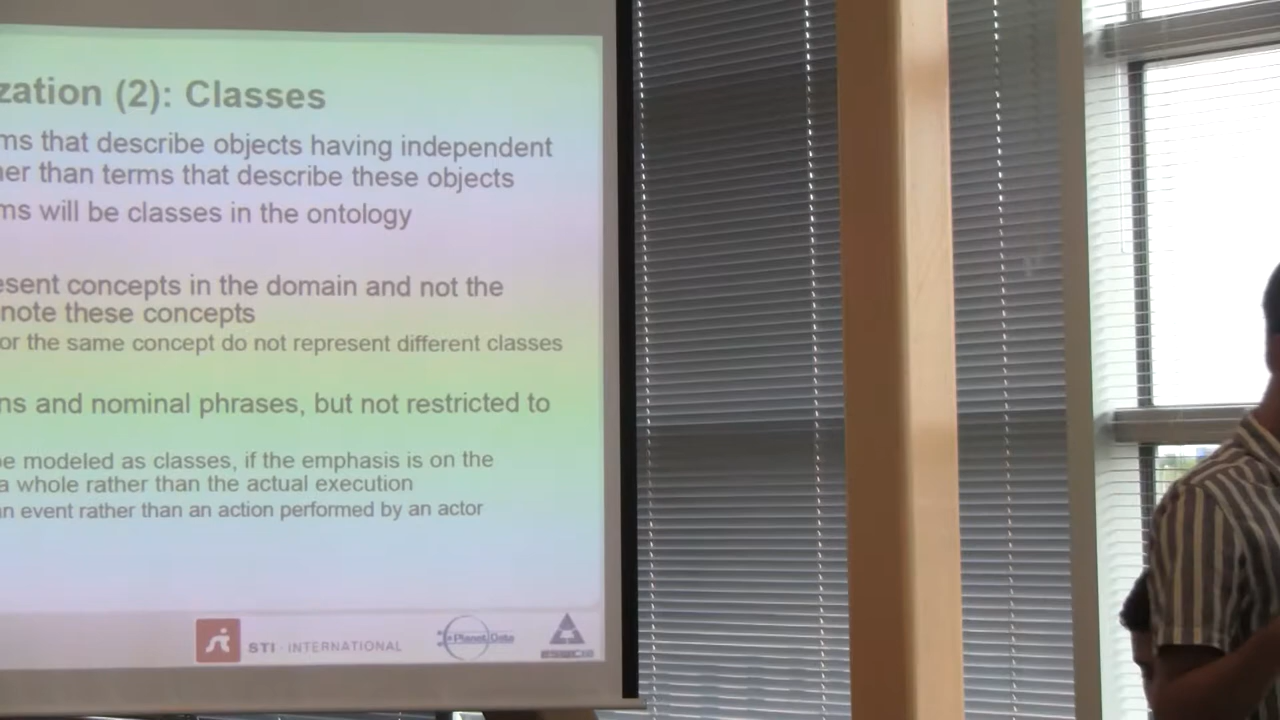 zation (2): Classes
ms that describe objects having independent
her than terms that describe these objects
ms will be classes in the ontology
esent concepts in the domain and not the
note these concepts
or the same concept do not represent different classes
ns and nominal phrases, but not restricted to
be modeled as classes, if the emphasis is on the
a whole rather than the actual execution
an event rather than an action performed by an actor
STI · INTERNATIONAL
PlanetData